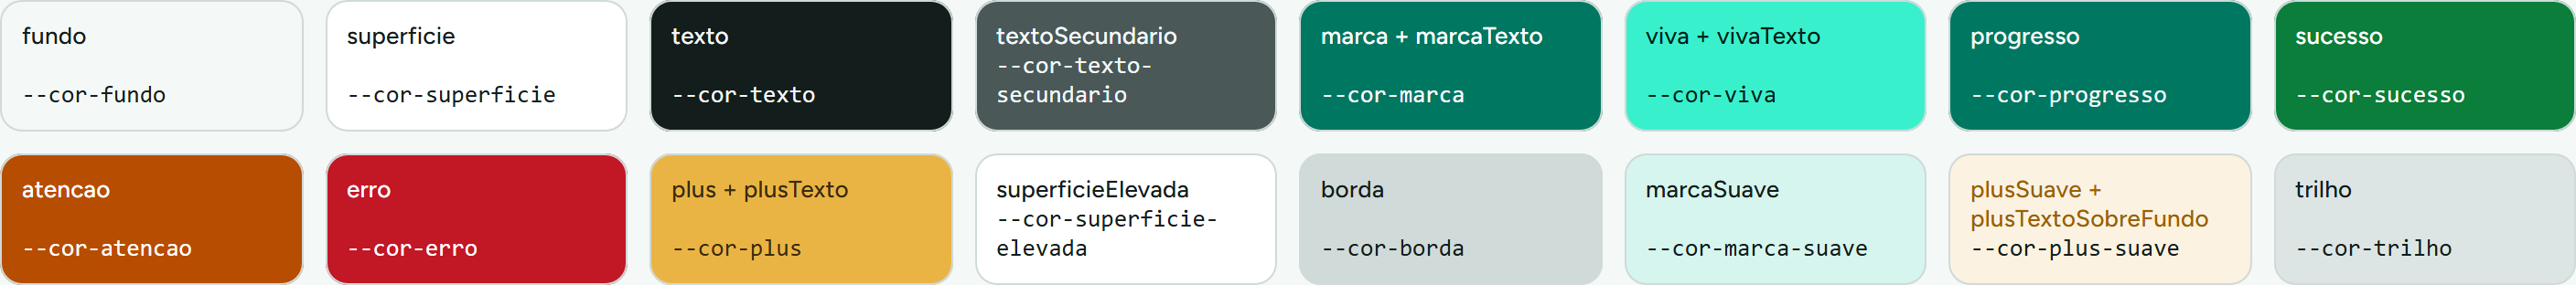 fundo
--cor-fundo
superficie
--cor-superficie
texto
--cor-texto
textoSecundario
--cor-texto-
secundario
marca + marcaTexto
--cor-marca
viva + vivaTexto
--cor-viva
progresso
--cor-progresso
sucesso
--cor-sucesso
atencao
--cor-atencao
erro
--cor-erro
plus + plusTexto
--cor-plus
superficieElevada
--cor-superficie-
elevada
borda
--cor-borda
marcaSuave
--cor-marca-suave
plusSuave +
plusTextoSobreFundo
--cor-plus-suave
trilho
--cor-trilho